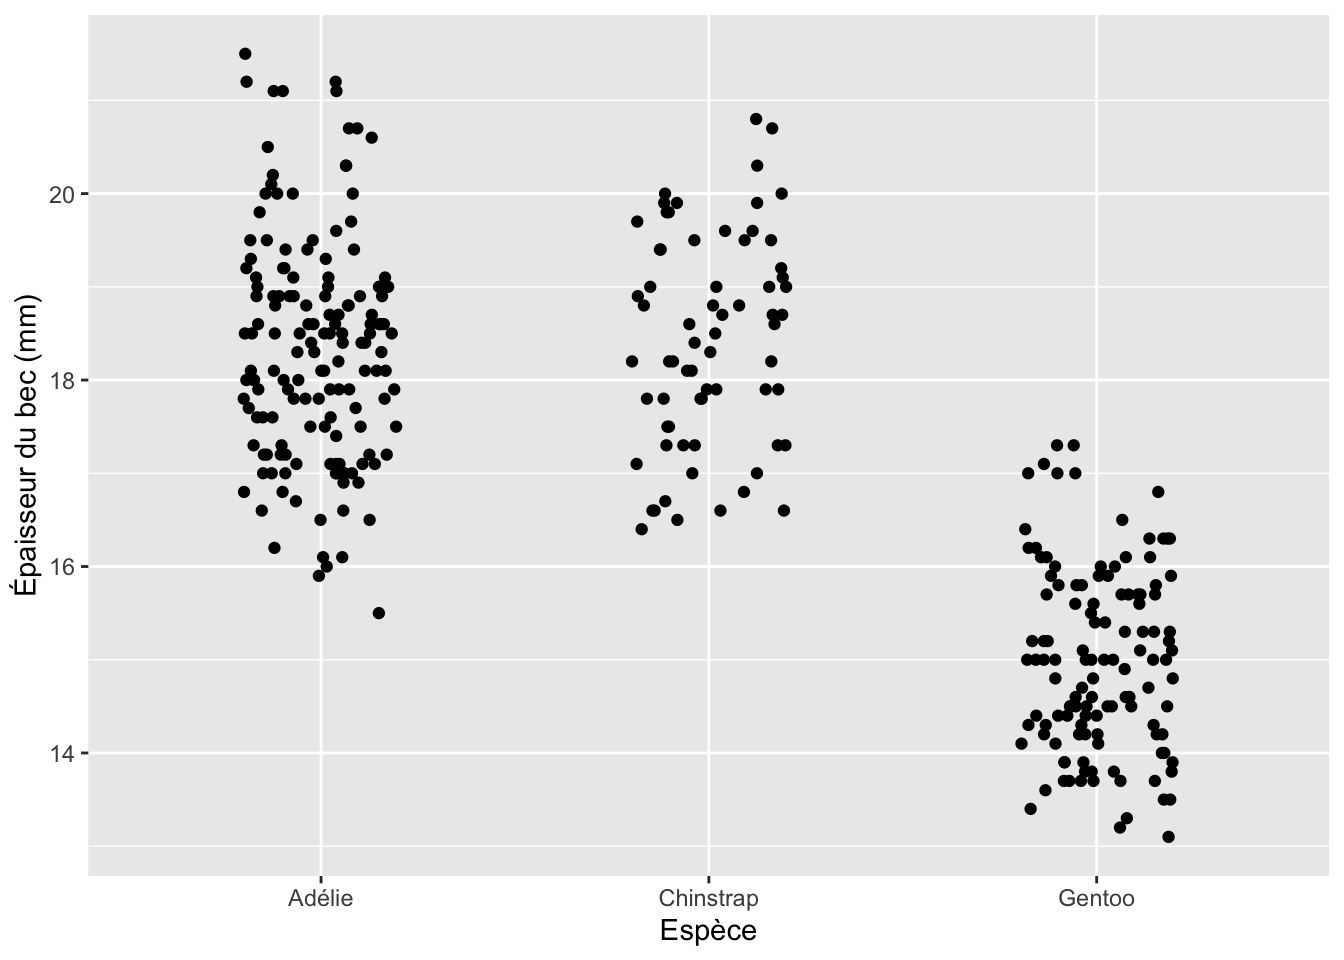 Épaisseur du bec (mm)
20
18
16
14
Adélie
Chinstrap
Gentoo
Espèce